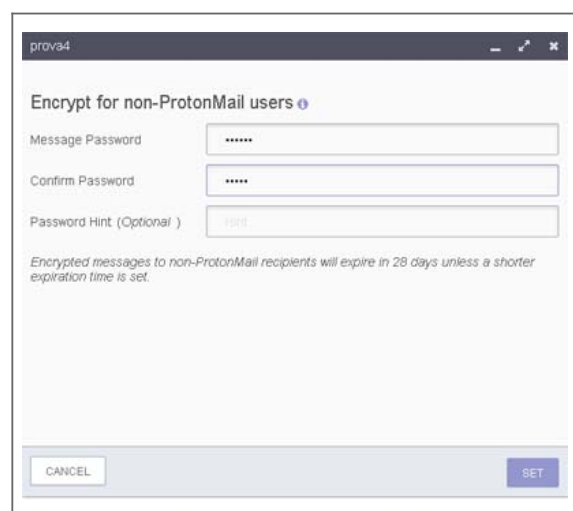 prova4
Encrypt for non-ProtonMail users
Message Password
••••••
Confirm Password
•••••
Password Hint (Optional )
Hint
Encrypted messages to non-ProtonMail recipients will expire in 28 days unless a shorter
expiration time is set.
CANCEL
SET